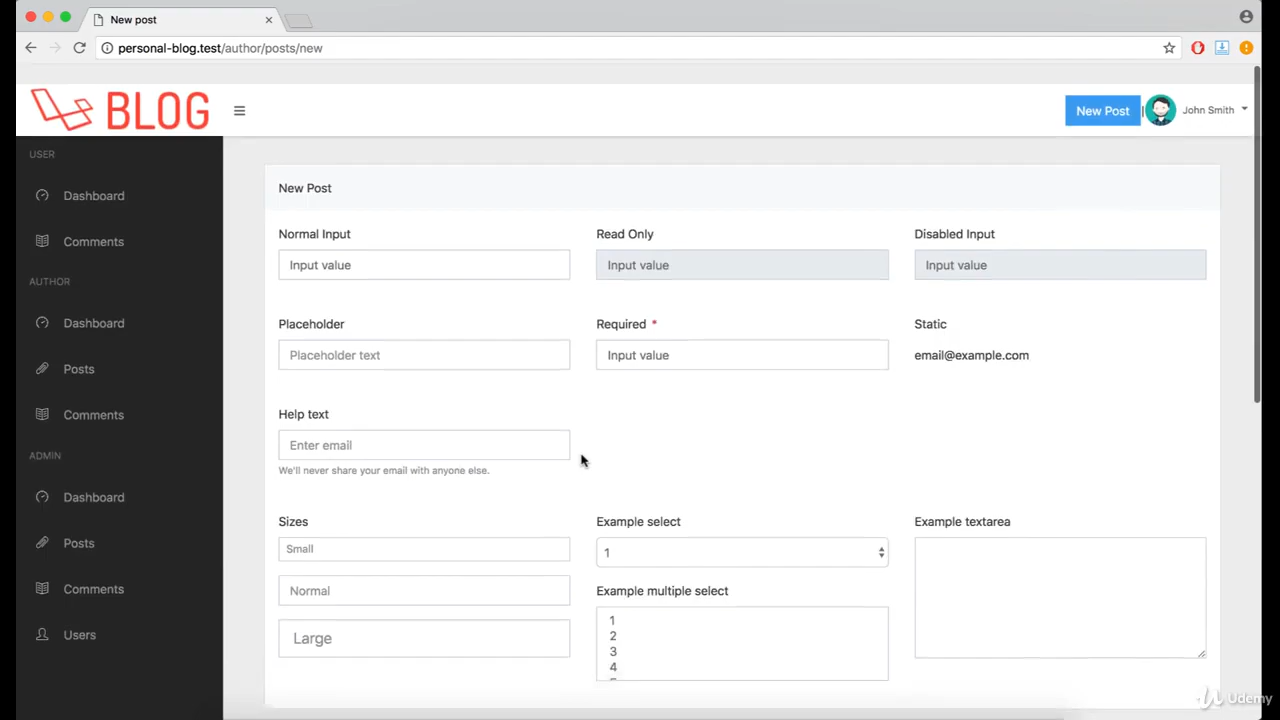 New post
personal-blog.test/author/posts/new
BLOG
New Post
John Smith
USER
Dashboard
Comments
AUTHOR
Dashboard
Posts
Comments
ADMIN
Dashboard
Posts
Comments
Users
New Post
Normal Input
Read Only
Disabled Input
Input value
Input value
Input value
Placeholder
Required *
Static
Placeholder text
Input value
email@example.com
Help text
Enter email
We'll never share your email with anyone else.
Sizes
Example select
Example textarea
Small
1
Normal
Example multiple select
Large
1
2
3
4
Udemy